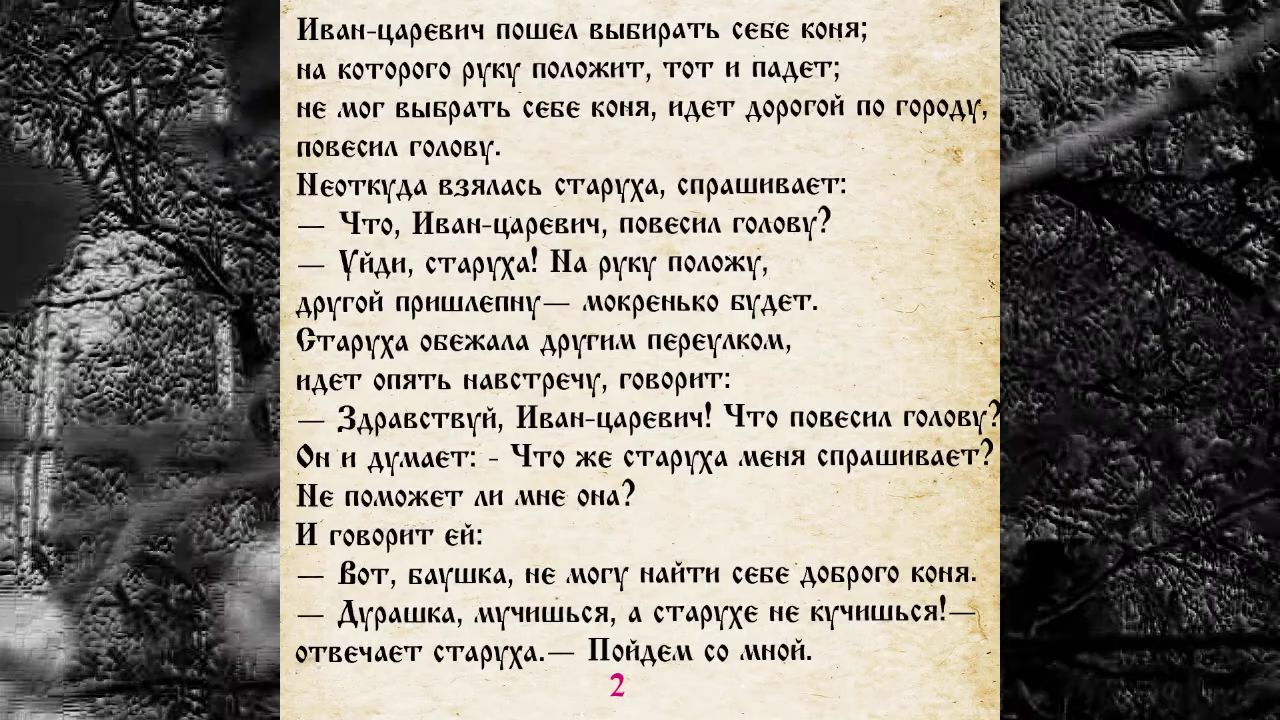 Иван-царевич пошел выбирать себе коня;
на которого руку положит, тот и падет;
не мог выбрать себе коня, идет дорогой по городу,
повесил голову.
Неоткуда взялась старуха, спрашивает:
— Что, Иван-царевич, повесил голову?
— Уйди, старуха! На руку положу,
другой пришлепну— мокренько будет.
Старуха обежала другим переулком,
идет опять навстречу, говорит:
— Здравствуй, Иван-царевич! Что повесил голову?
Он и думает: - Что же старуха меня спрашивает?
Не поможет ли мне она?
И говорит ей:
— Вот, баушка, не могу найти себе доброго коня.
— Дурашка, мучишься, а старухе не кучишься!—
отвечает старуха.— Пойдем со мной.
2